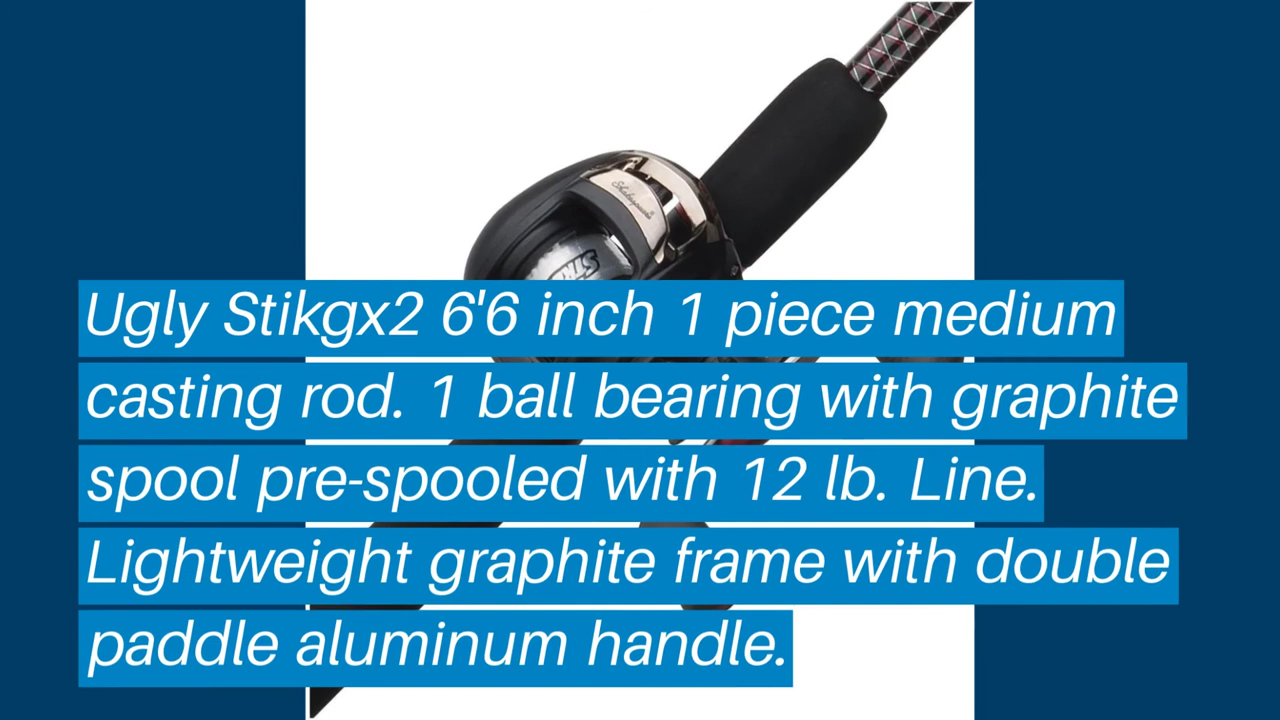 Shakespeare
Ugly Stikgx2 6'6 inch 1 piece medium
casting rod. 1 ball bearing with graphite
spool pre-spooled with 12 lb. Line.
Lightweight graphite frame with double
paddle aluminum handle.